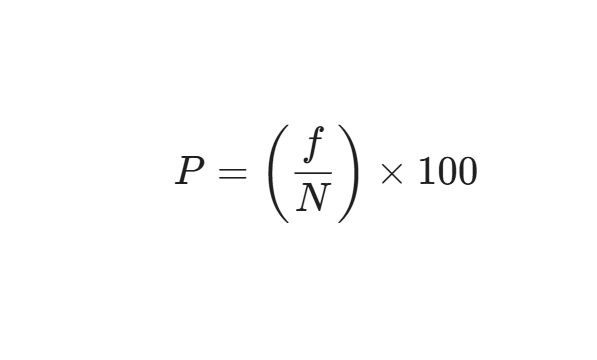 P = (f/N) × 100